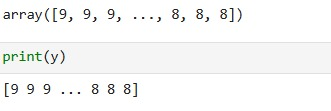 array([9, 9, 9, ..., 8, 8, 8])
print(y)
[9 9 9 ... 8 8 8]